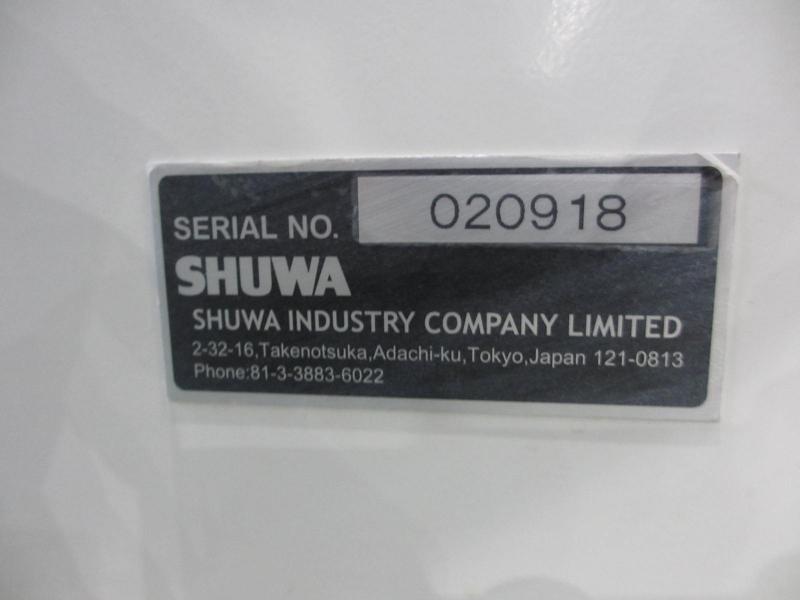 SERIAL NO. 020918
SHUWA
SHUWA INDUSTRY COMPANY LIMITED
2-32-16,Takenotsuka,Adachi-ku,Tokyo,Japan 121-0813
Phone:81-3-3883-6022